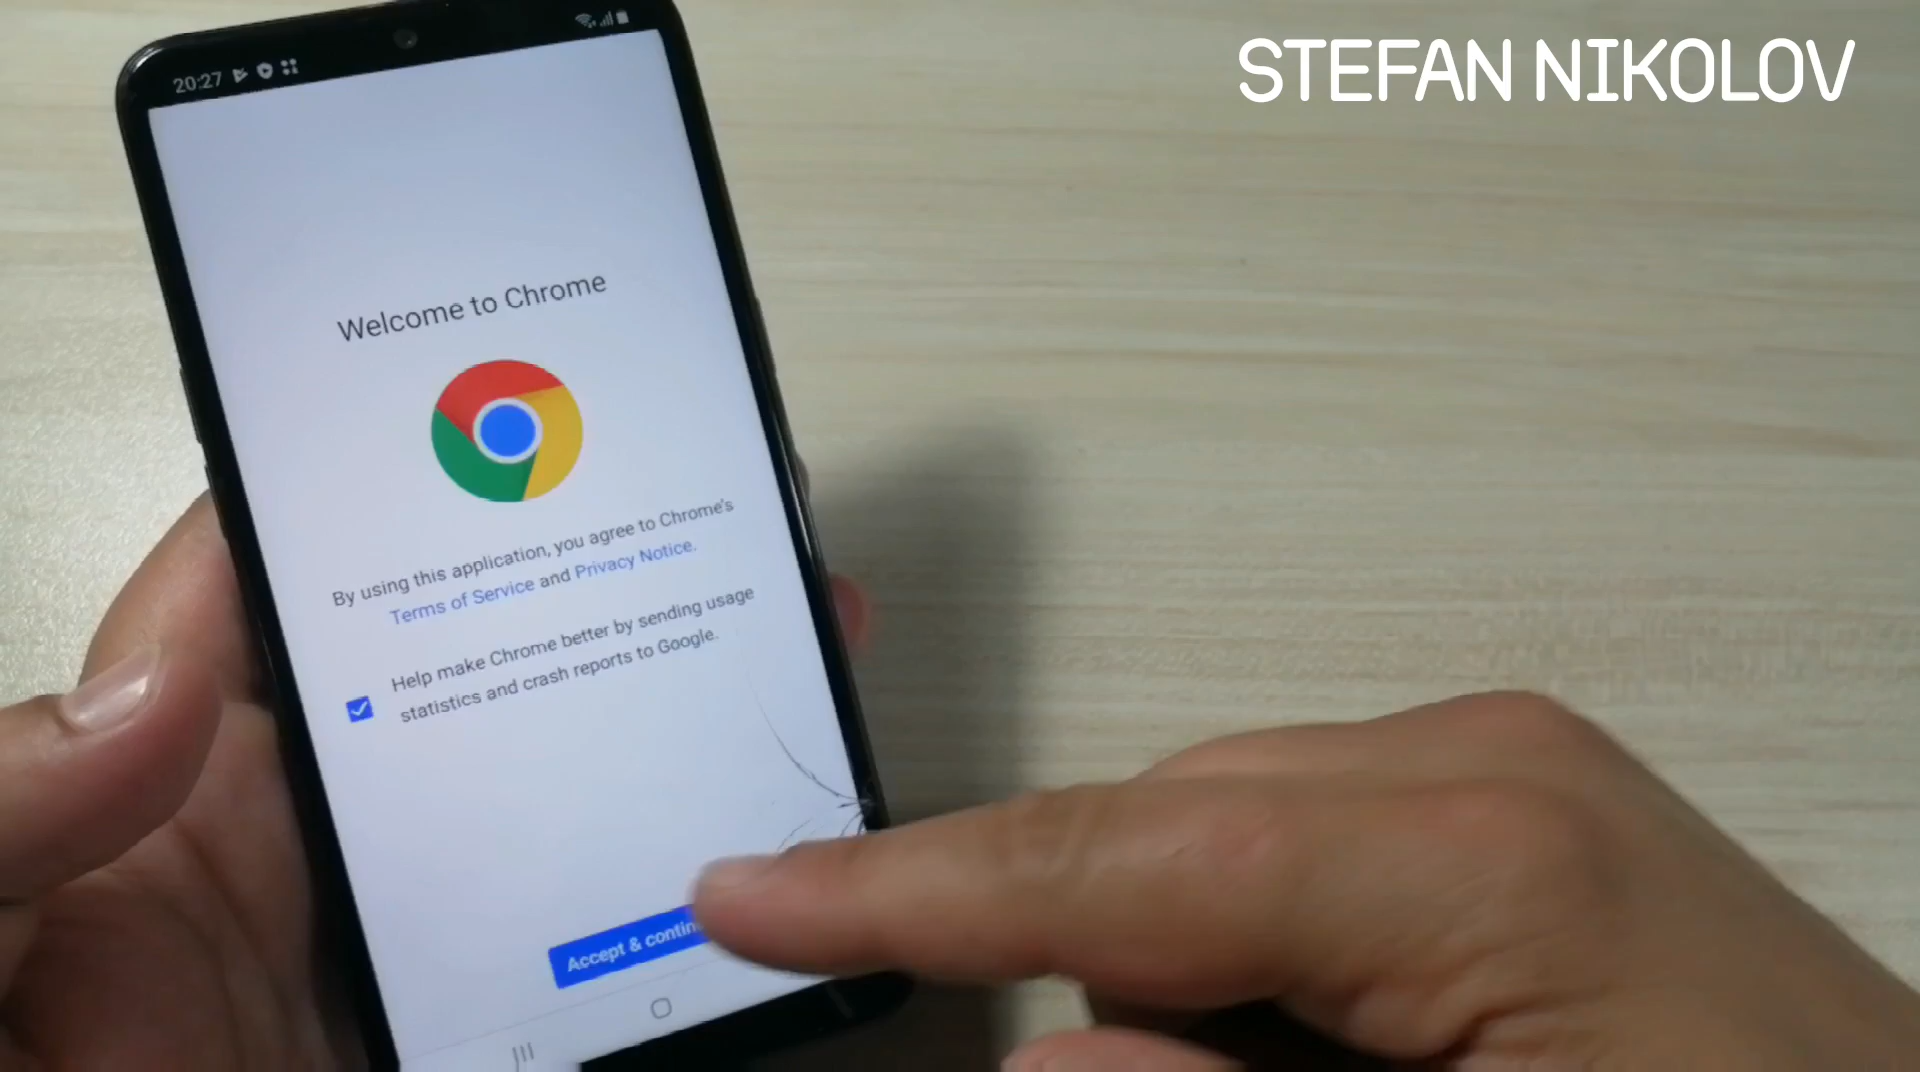 STEFAN NIKOLOV
20:27
Welcome to Chrome
By using this application, you agree to Chrome's
Terms of Service and Privacy Notice.
Help make Chrome better by sending usage
statistics and crash reports to Google.
Accept &